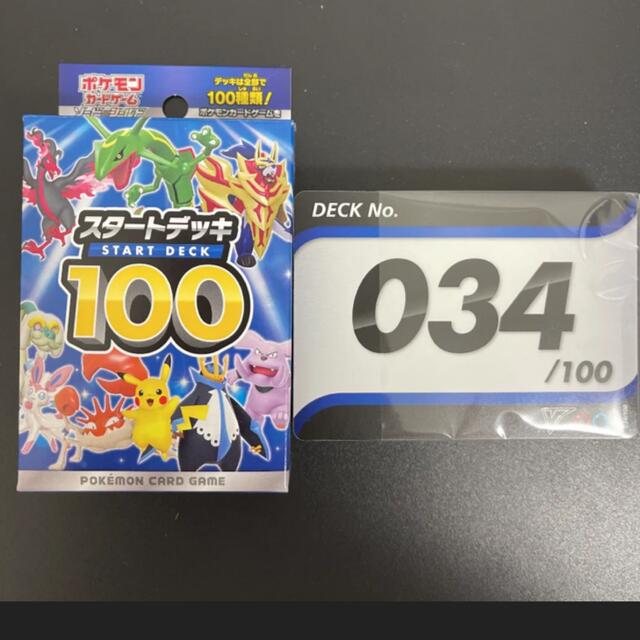 ポケモン
カードゲーム
ソード&シールド
デッキは全部で
100種類!
ポケモンカードゲームを
スタートデッキ
START DECK
100
POKÉMON CARD GAME
DECK No.
034
/100